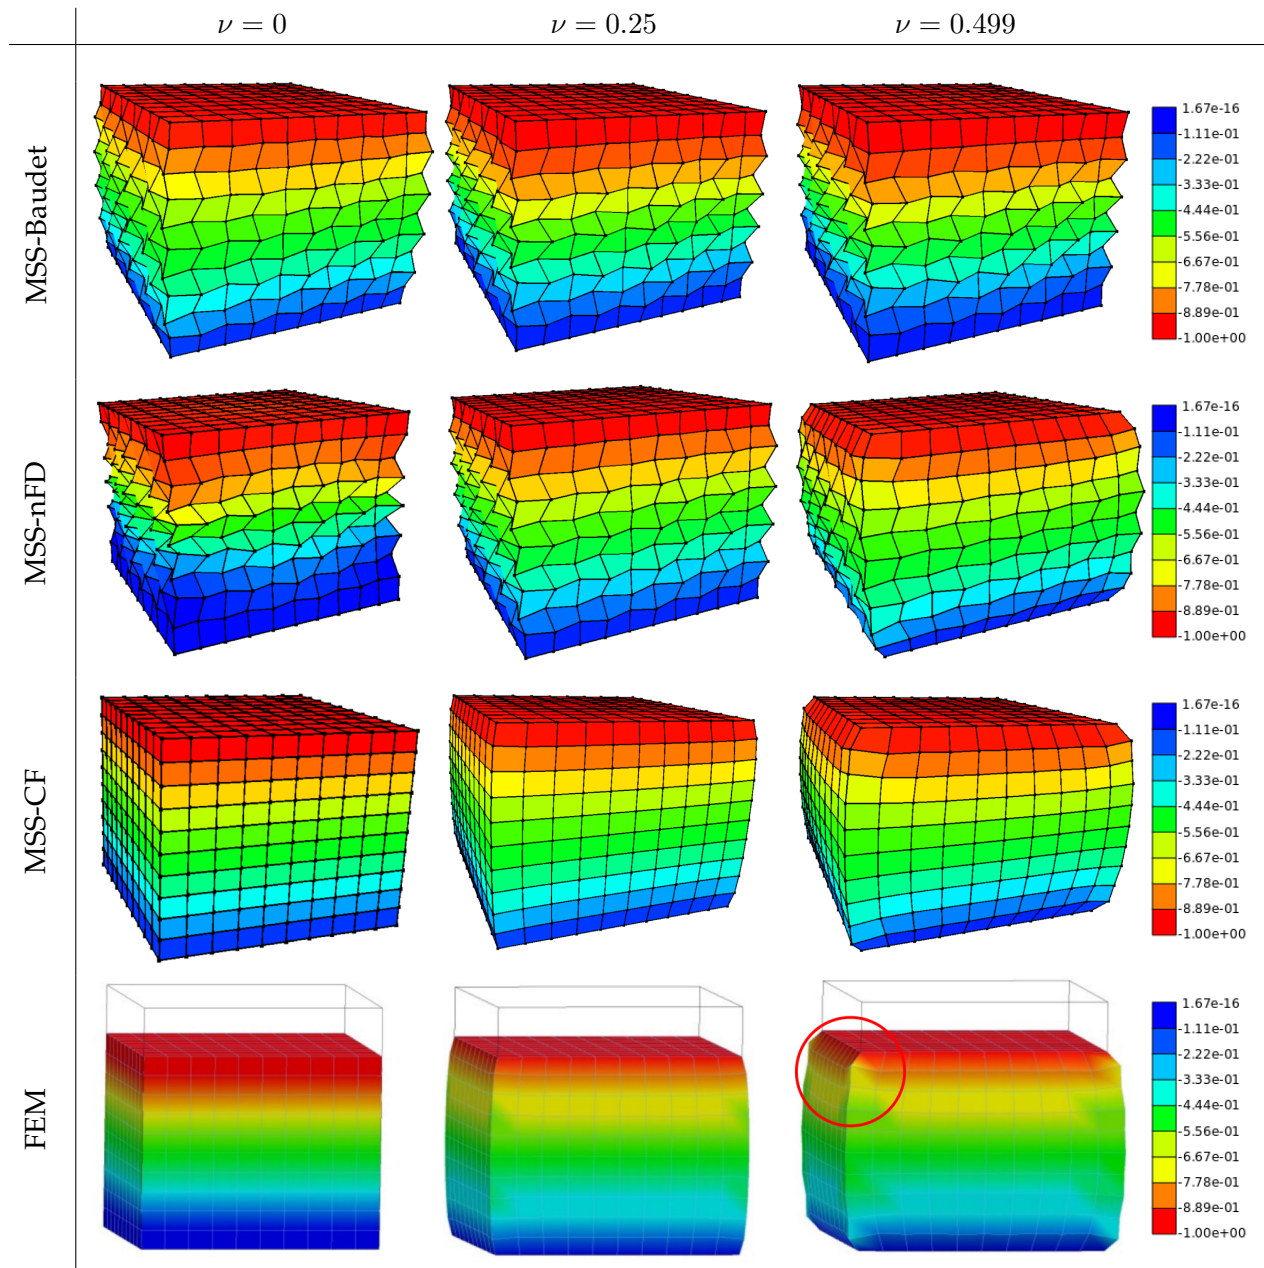 ν = 0
ν = 0.25
ν = 0.499
MSS-Baudet
1.67e-16
-1.11e-01
-2.22e-01
-3.33e-01
-4.44e-01
-5.56e-01
-6.67e-01
-7.78e-01
-8.89e-01
-1.00e+00
MSS-nFD
1.67e-16
-1.11e-01
-2.22e-01
-3.33e-01
-4.44e-01
-5.56e-01
-6.67e-01
-7.78e-01
-8.89e-01
-1.00e+00
MSS-CF
1.67e-16
-1.11e-01
-2.22e-01
-3.33e-01
-4.44e-01
-5.56e-01
-6.67e-01
-7.78e-01
-8.89e-01
-1.00e+00
FEM
1.67e-16
-1.11e-01
-2.22e-01
-3.33e-01
-4.44e-01
-5.56e-01
-6.67e-01
-7.78e-01
-8.89e-01
-1.00e+00